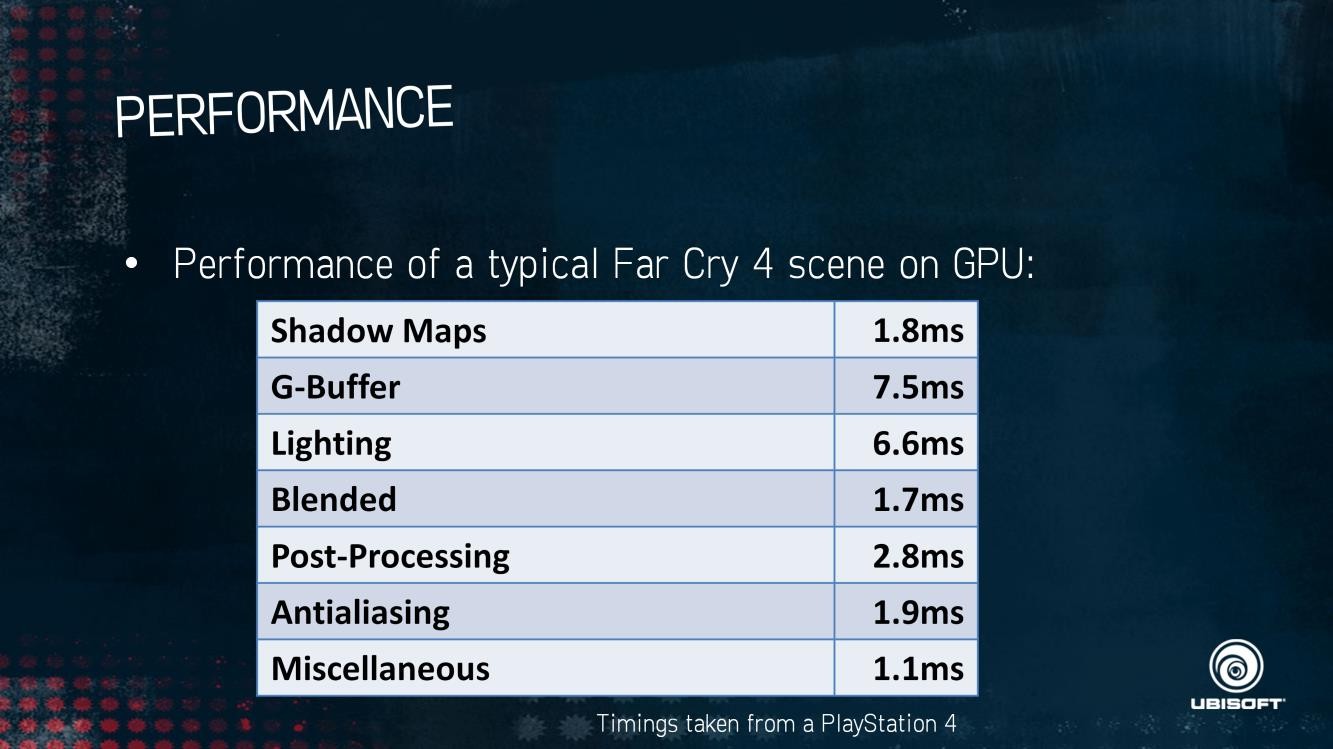 PERFORMANCE
• Performance of a typical Far Cry 4 scene on GPU:
Shadow Maps 1.8ms
G-Buffer 7.5ms
Lighting 6.6ms
Blended 1.7ms
Post-Processing 2.8ms
Antialiasing 1.9ms
Miscellaneous 1.1ms
UBISOFT
Timings taken from a PlayStation 4